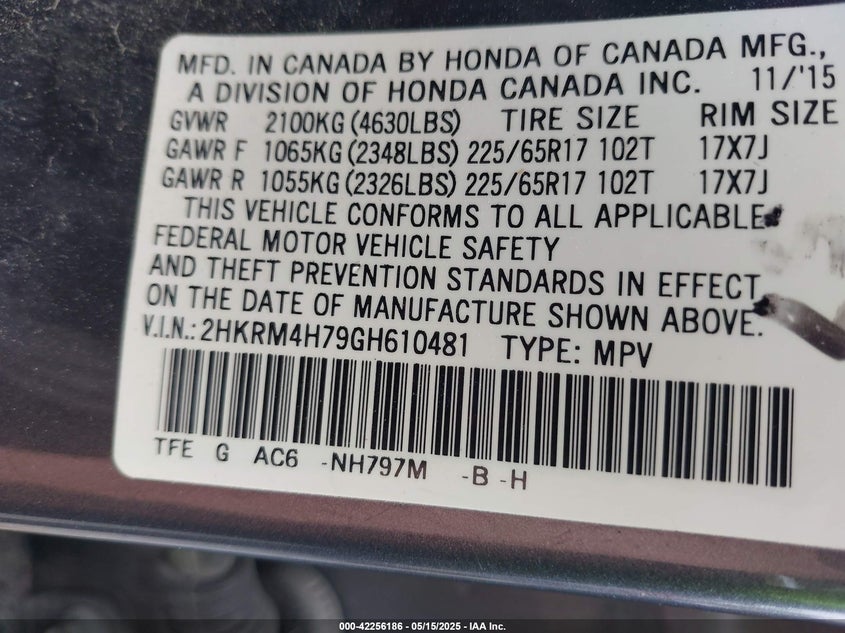 MFD. IN CANADA BY HONDA OF CANADA MFG.,
A DIVISION OF HONDA CANADA INC. 11/'15
GVWR 2100KG (4630LBS) TIRE SIZE RIM SIZE
GAWR F 1065KG (2348LBS) 225/65R17 102T 17X7J
GAWR R 1055KG (2326LBS) 225/65R17 102T 17X7J
THIS VEHICLE CONFORMS TO ALL APPLICABLE
FEDERAL MOTOR VEHICLE SAFETY
AND THEFT PREVENTION STANDARDS IN EFFECT
ON THE DATE OF MANUFACTURE SHOWN ABOVE.
V.I.N.: 2HKRM4H79GH610481 TYPE: MPV
TFE G AC6 -NH797M -B -H
000-42256186 - 05/15/2025 - IAA Inc.